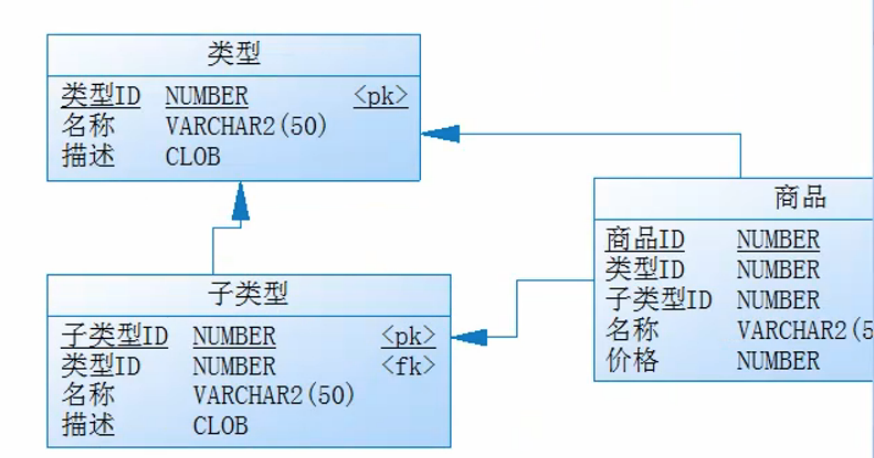 类型
类型ID NUMBER <pk>
名称 VARCHAR2(50)
描述 CLOB
商品
商品ID NUMBER
类型ID NUMBER
子类型ID NUMBER
名称 VARCHAR2(5
价格 NUMBER
子类型
子类型ID NUMBER <pk>
类型ID NUMBER <fk>
名称 VARCHAR2(50)
描述 CLOB